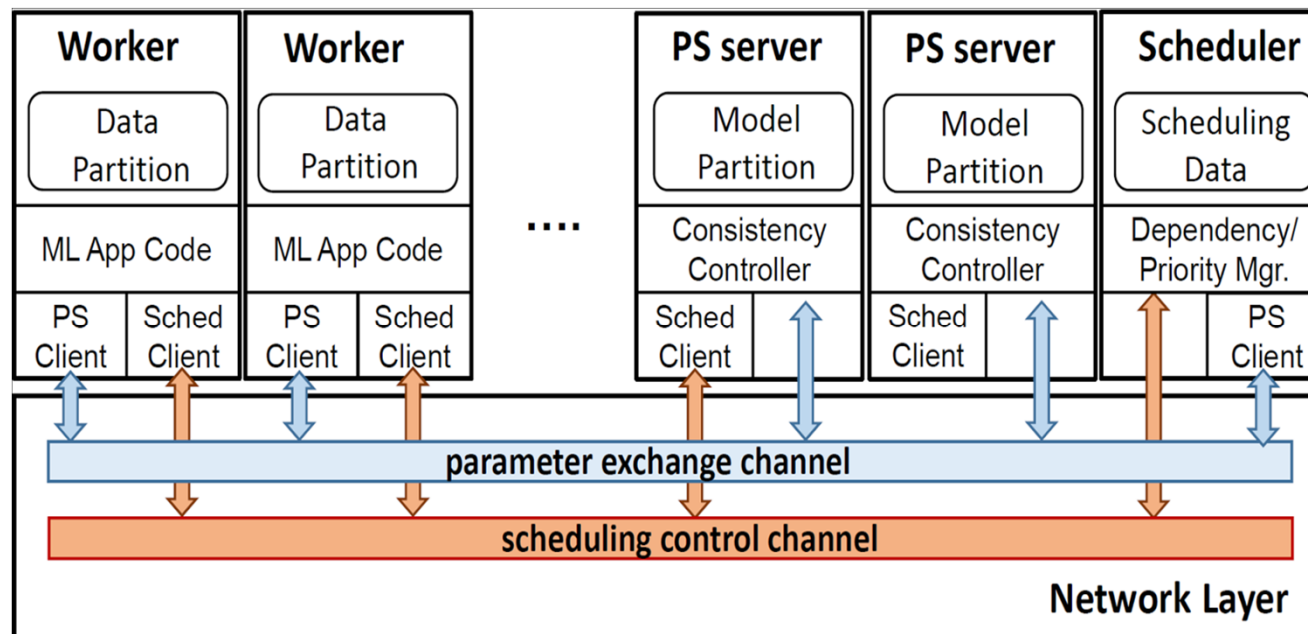 Worker
Data
Partition
ML App Code
PS
Client
Sched
Client
Worker
Data
Partition
ML App Code
PS
Client
Sched
Client
....
PS server
Model
Partition
Consistency
Controller
Sched
Client
PS server
Model
Partition
Consistency
Controller
Sched
Client
Scheduler
Scheduling
Data
Dependency/
Priority Mgr.
PS
Client
parameter exchange channel
scheduling control channel
Network Layer